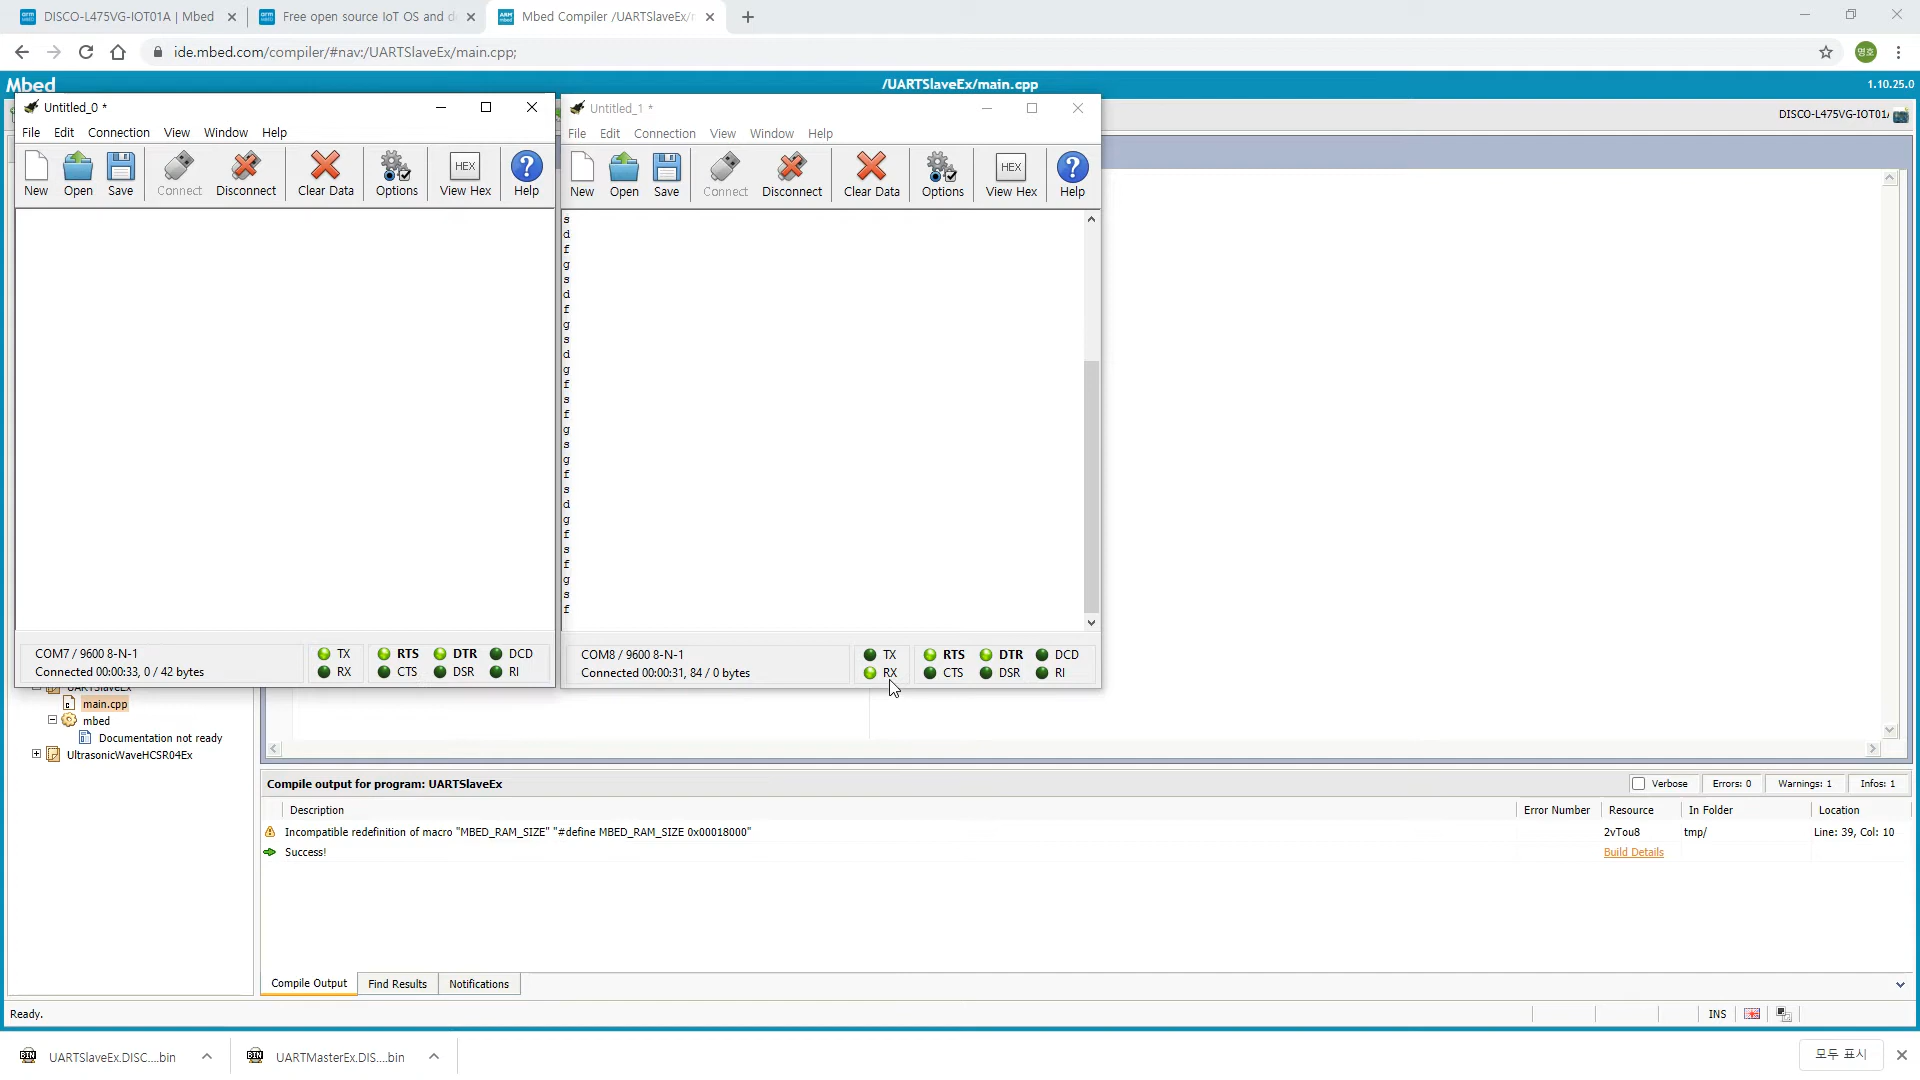 DISCO-L475VG-IOT01A | Mbed
Free open source IoT OS and d
Mbed Compiler /UARTSlaveEx/
ide.mbed.com/compiler/#nav:/UARTSlaveEx/main.cpp;
명호
Mbed
/UARTSlaveEx/main.cpp
1.10.25.0
DISCO-L475VG-IOT01
Untitled_0 *
File Edit Connection View Window Help
New Open Save Connect Disconnect Clear Data Options HEX View Hex Help
COM7 / 9600 8-N-1
Connected 00:00:33, 0 / 42 bytes
TX RTS DTR DCD
RX CTS DSR RI
Untitled_1 *
File Edit Connection View Window Help
New Open Save Connect Disconnect Clear Data Options HEX View Hex Help
s
d
f
g
s
d
f
g
s
d
g
f
s
f
g
s
g
f
s
d
g
f
s
f
g
s
f
COM8 / 9600 8-N-1
Connected 00:00:31, 84 / 0 bytes
TX RTS DTR DCD
RX CTS DSR RI
UARTSlaveEx
main.cpp
mbed
Documentation not ready
UltrasonicWaveHCSR04Ex
Compile output for program: UARTSlaveEx
Verbose Errors: 0 Warnings: 1 Infos: 1
Description Error Number Resource In Folder Location
Incompatible redefinition of macro "MBED_RAM_SIZE" "#define MBED_RAM_SIZE 0x00018000" 2vTou8 tmp/ Line: 39, Col: 10
Success! Build Details
Compile Output Find Results Notifications
Ready. INS
UARTSlaveEx.DISC....bin
UARTMasterEx.DIS....bin
모두 표시